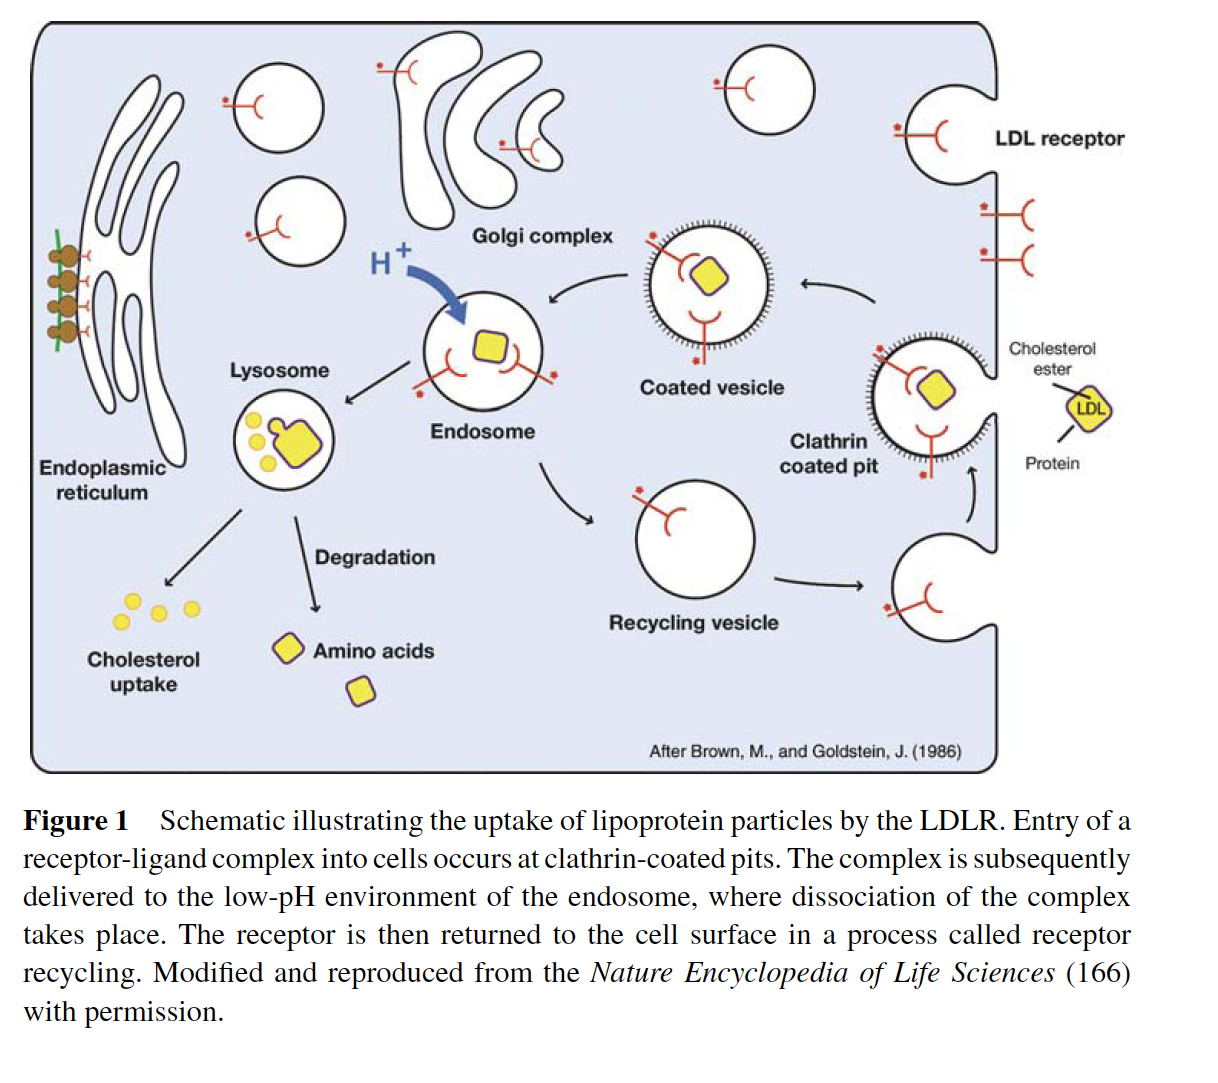 LDL receptor
Golgi complex
H+
Cholesterol
ester
LDL
Protein
Coated vesicle
Lysosome
Endosome
Clathrin
coated pit
Endoplasmic
reticulum
Degradation
Recycling vesicle
Cholesterol
uptake
Amino acids
After Brown, M., and Goldstein, J. (1986)
Figure 1 Schematic illustrating the uptake of lipoprotein particles by the LDLR. Entry of a
receptor-ligand complex into cells occurs at clathrin-coated pits. The complex is subsequently
delivered to the low-pH environment of the endosome, where dissociation of the complex
takes place. The receptor is then returned to the cell surface in a process called receptor
recycling. Modified and reproduced from the Nature Encyclopedia of Life Sciences (166)
with permission.